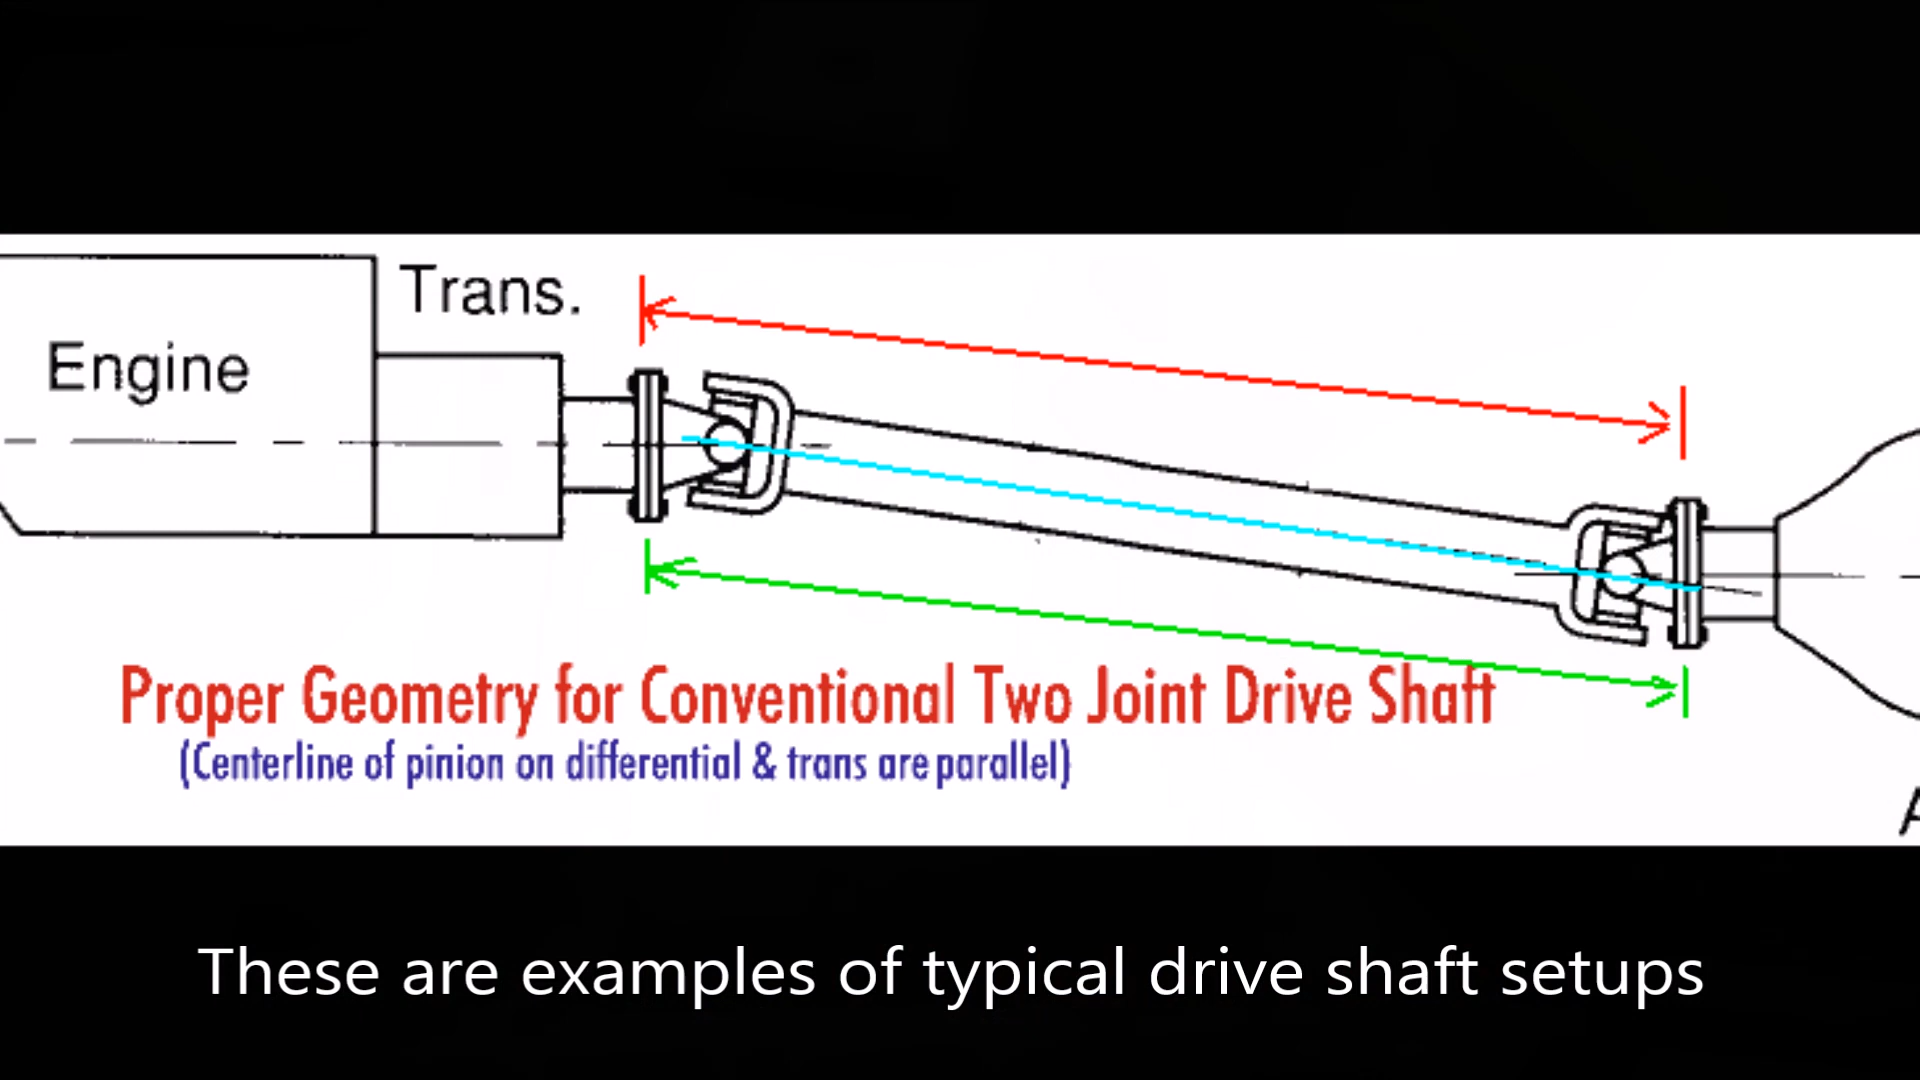 Trans.
Engine
Proper Geometry for Conventional Two Joint Drive Shaft
(Centerline of pinion on differential & trans are parallel)
A
These are examples of typical drive shaft setups